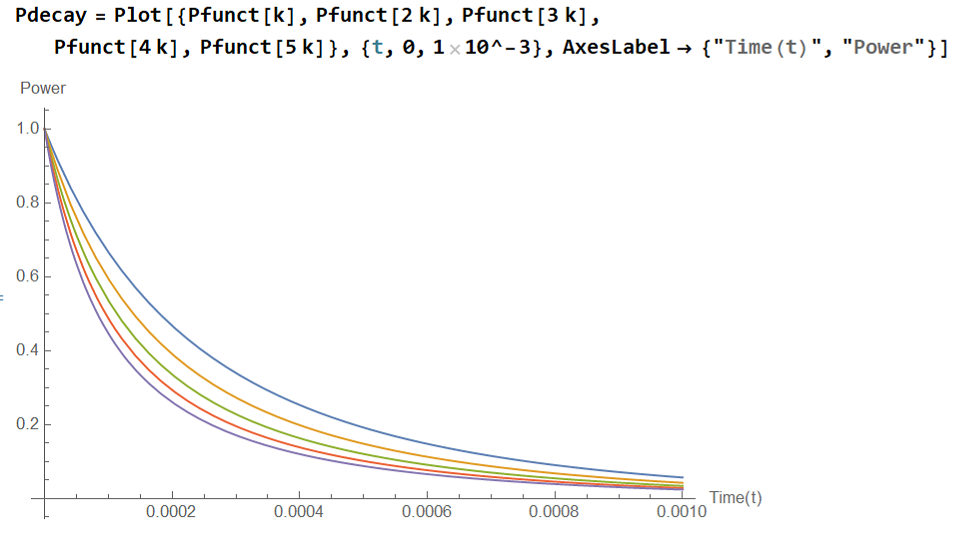 Pdecay = Plot[{Pfunct[k], Pfunct[2 k], Pfunct[3 k],
Pfunct[4 k], Pfunct[5 k]}, {t, 0, 1×10^-3}, AxesLabel → {"Time(t)", "Power"}]
Power
1.0
0.8
0.6
0.4
0.2
0.0002 0.0004 0.0006 0.0008 0.0010
Time(t)